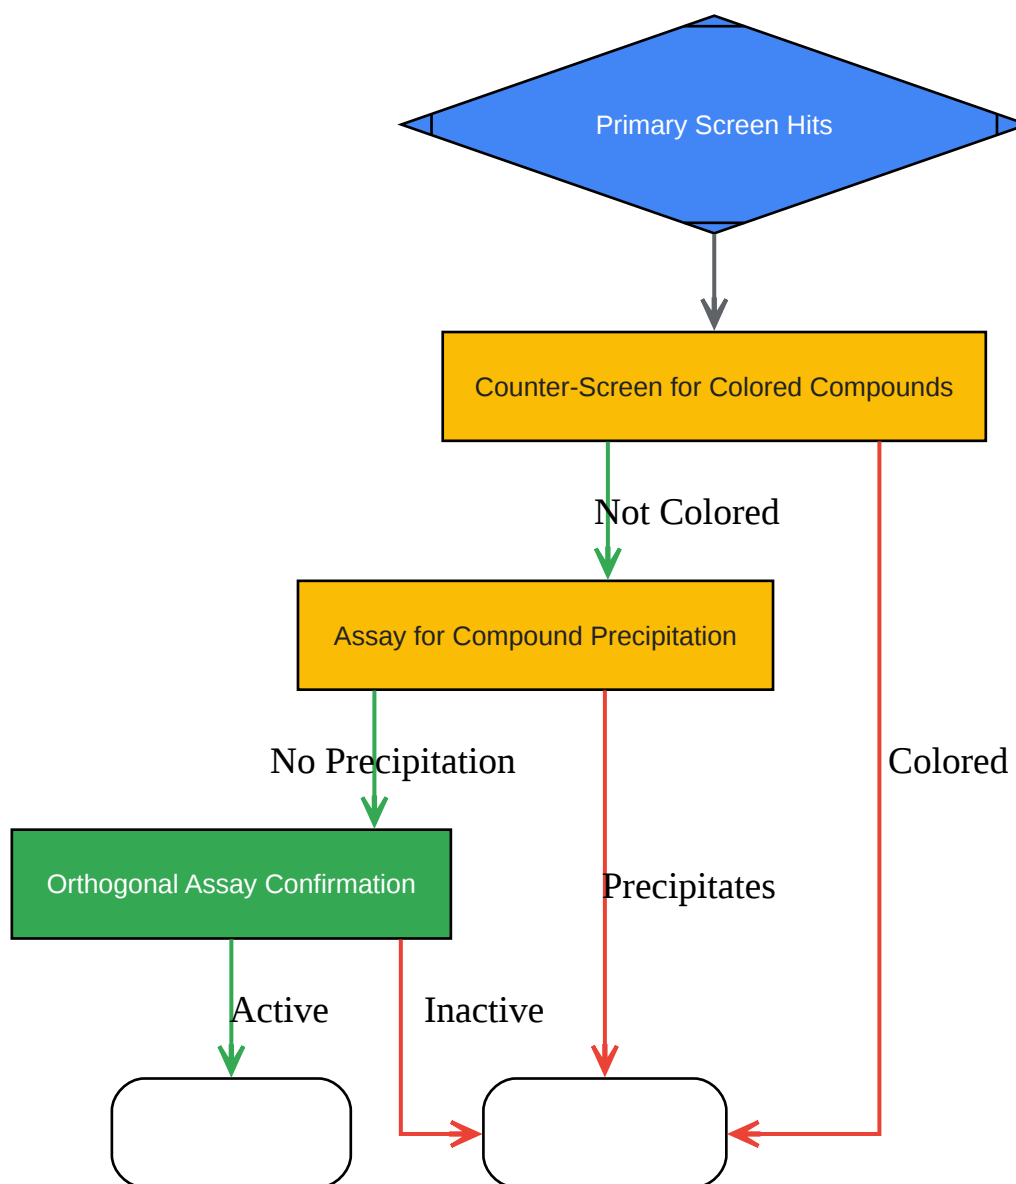 Primary Screen Hits
Counter-Screen for Colored Compounds
Not Colored
Assay for Compound Precipitation
No Precipitation
Colored
Orthogonal Assay Confirmation
Precipitates
Active
Inactive